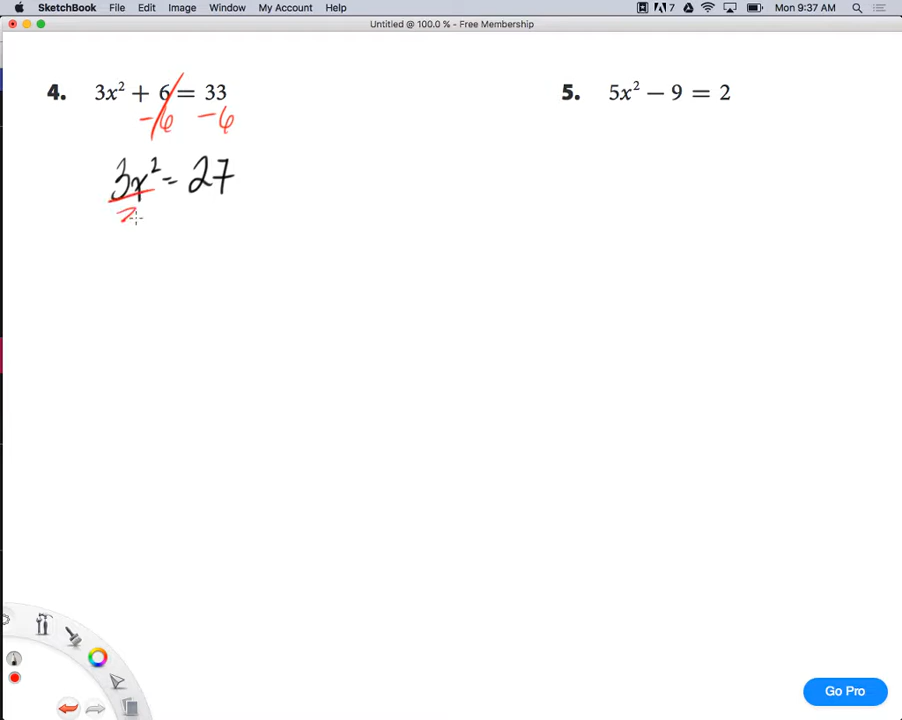 SketchBook File Edit Image Window My Account Help 7 Mon 9:37 AM
Untitled @ 100.0 % - Free Membership
4. 3x² + 6 = 33
-6 -6
3x² = 27
5. 5x² − 9 = 2
Go Pro